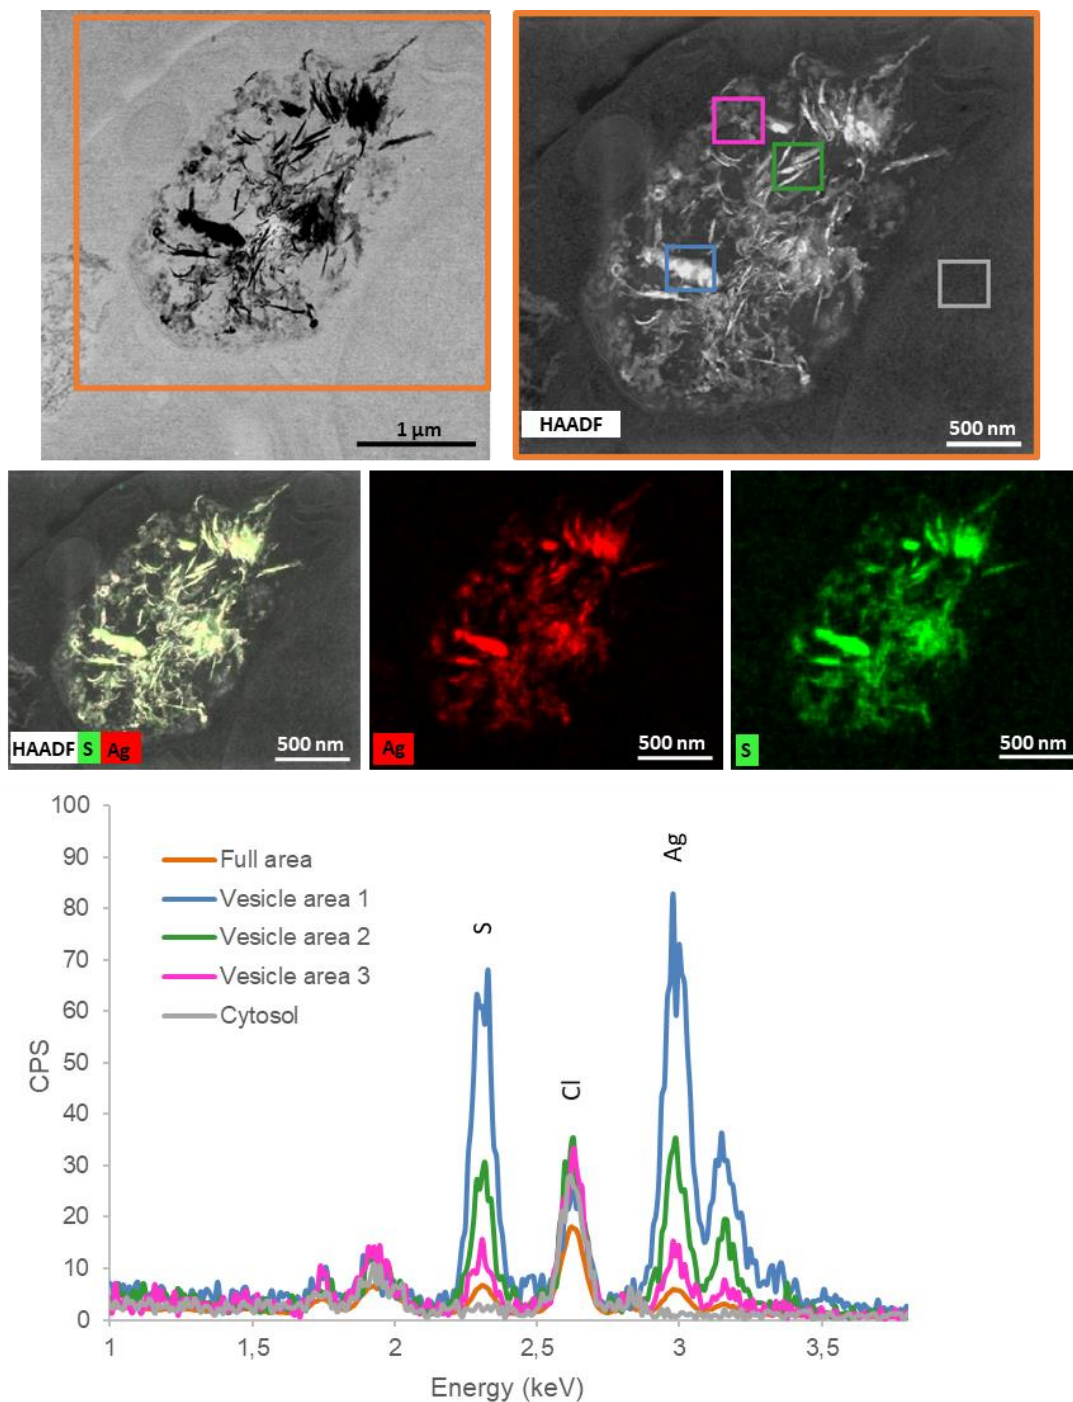 1 µm
HAADF
500 nm
HAADF S Ag
500 nm
Ag
500 nm
S
500 nm
100
90
80
70
60
50
40
30
20
10
0
CPS
Full area
Vesicle area 1
Vesicle area 2
Vesicle area 3
Cytosol
S
Cl
Ag
1
1,5
2
2,5
3
3,5
Energy (keV)